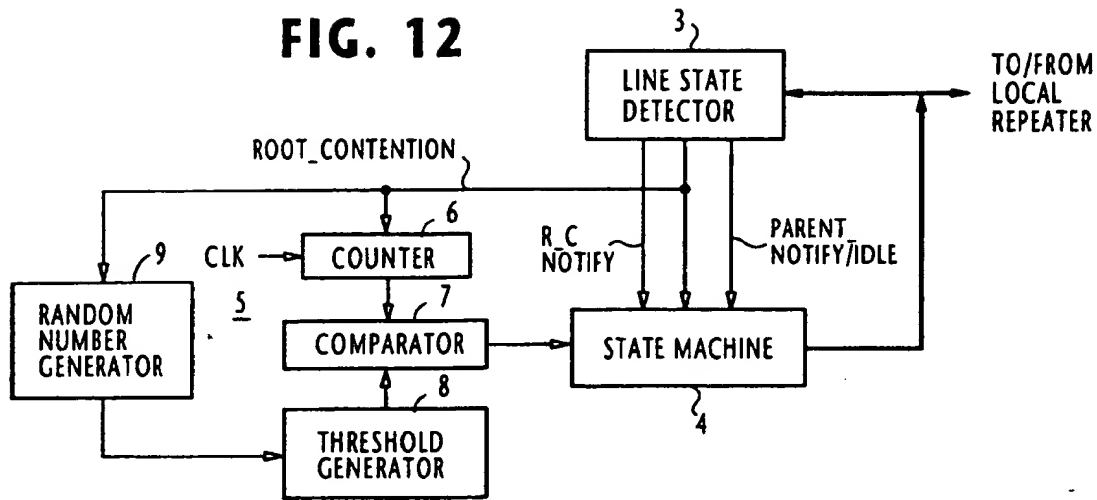 FIG. 12
3
LINE STATE
DETECTOR
TO/FROM
LOCAL
REPEATER
ROOT_CONTENTION
6
CLK
COUNTER
R_C
NOTIFY
PARENT_
NOTIFY/IDLE
9
5
7
RANDOM
NUMBER
GENERATOR
COMPARATOR
STATE MACHINE
8
4
THRESHOLD
GENERATOR